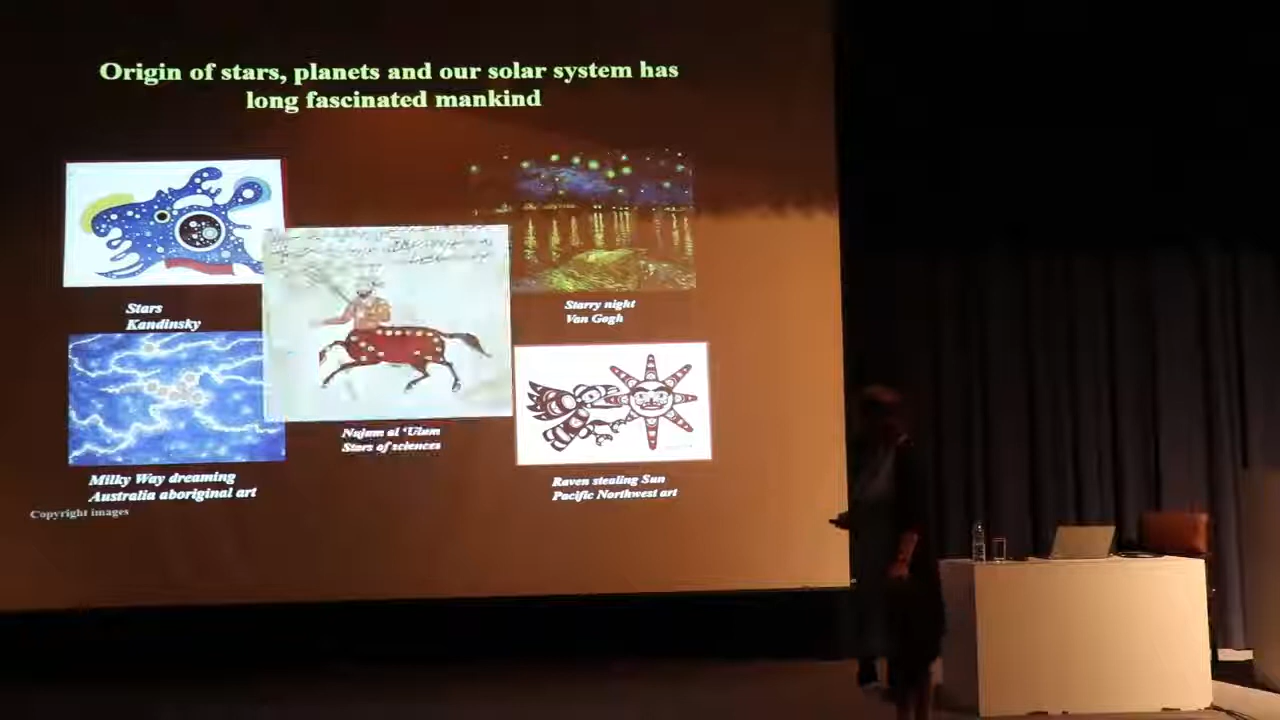 Origin of stars, planets and our solar system has
long fascinated mankind
Stars
Kandinsky
Starry night
Van Gogh
Nujum al 'Ulum
Stars of sciences
Milky Way dreaming
Australia aboriginal art
Raven stealing Sun
Pacific Northwest art
Copyright images